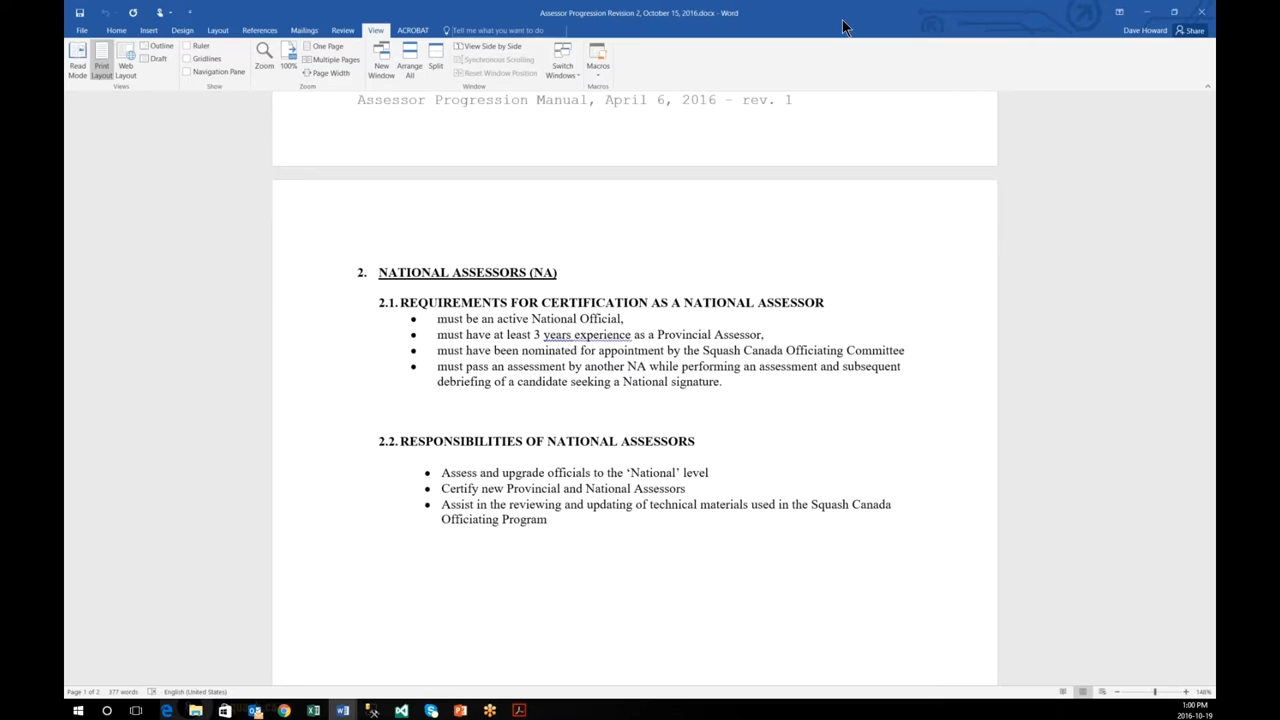 Assessor Progression Revision 2, October 15, 2016.docx - Word
File Home Insert Design Layout References Mailings Review View ACROBAT Tell me what you want to do Dave Howard Share
Read Mode
Print Layout
Web Layout
Outline
Draft
Views
Ruler
Gridlines
Navigation Pane
Show
Zoom
100%
One Page
Multiple Pages
Page Width
Zoom
New Window
Arrange All
Split
View Side by Side
Synchronous Scrolling
Reset Window Position
Window
Switch Windows
Macros
Macros
Assessor Progression Manual, April 6, 2016 – rev. 1
2. NATIONAL ASSESSORS (NA)
2.1. REQUIREMENTS FOR CERTIFICATION AS A NATIONAL ASSESSOR
• must be an active National Official,
• must have at least 3 years experience as a Provincial Assessor,
• must have been nominated for appointment by the Squash Canada Officiating Committee
• must pass an assessment by another NA while performing an assessment and subsequent
debriefing of a candidate seeking a National signature.
2.2. RESPONSIBILITIES OF NATIONAL ASSESSORS
• Assess and upgrade officials to the ‘National’ level
• Certify new Provincial and National Assessors
• Assist in the reviewing and updating of technical materials used in the Squash Canada
Officiating Program
Page 1 of 2 377 words English (United States) 148%
1:00 PM
2016-10-19